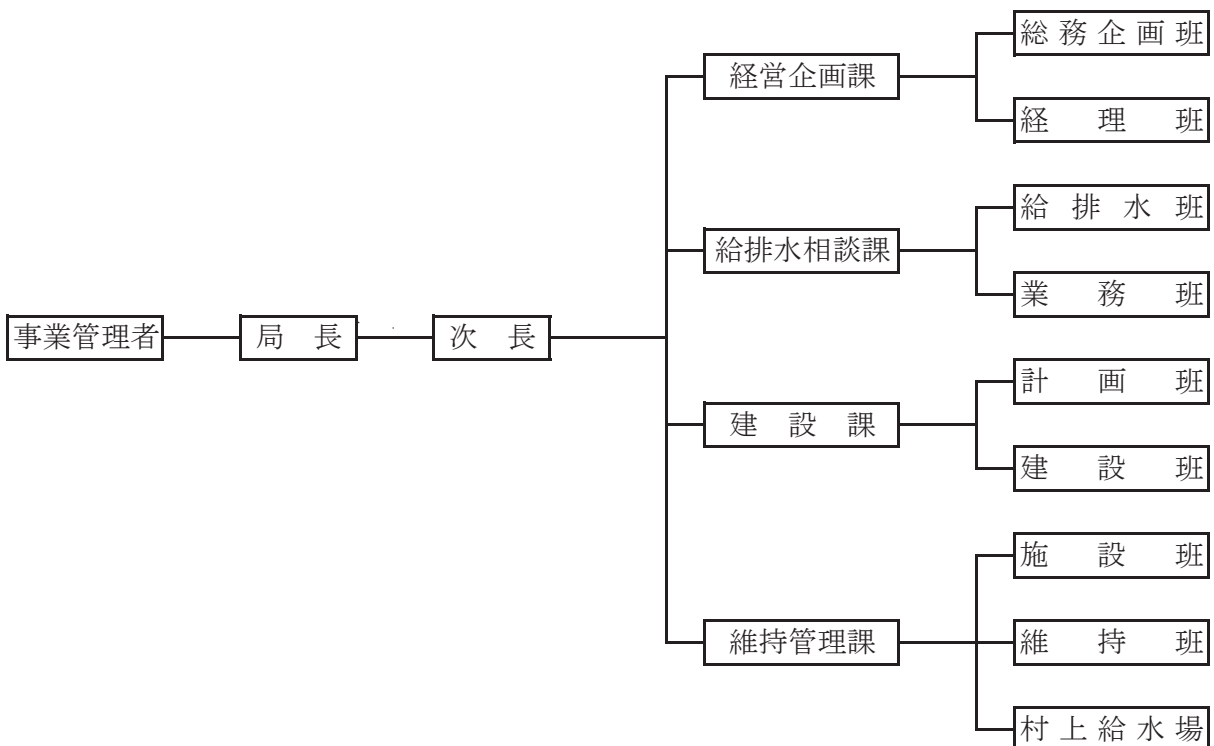 総務企画班
経営企画課
経理班
給排水班
給排水相談課
業務班
事業管理者
局長
次長
計画班
建設課
建設班
施設班
維持管理課
維持班
村上給水場